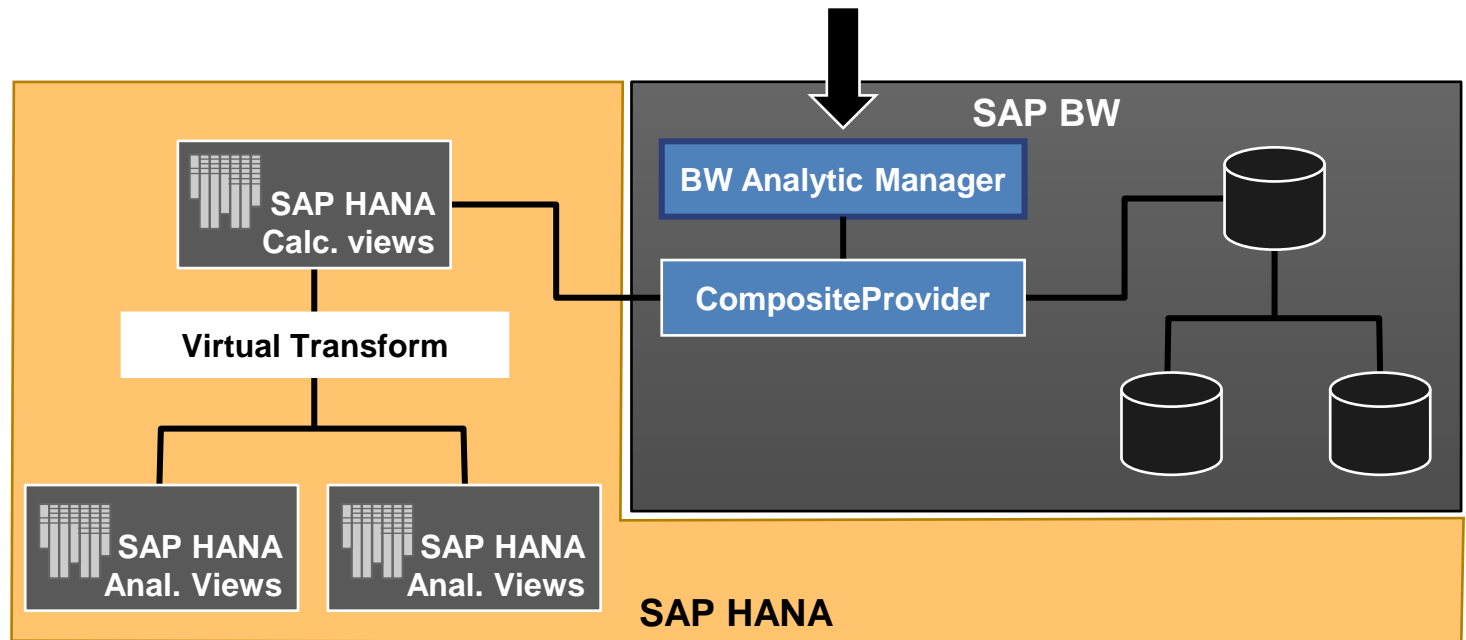 SAP BW
BW Analytic Manager
SAP HANA
Calc. views
CompositeProvider
Virtual Transform
SAP HANA
Anal. Views
SAP HANA
Anal. Views
SAP HANA